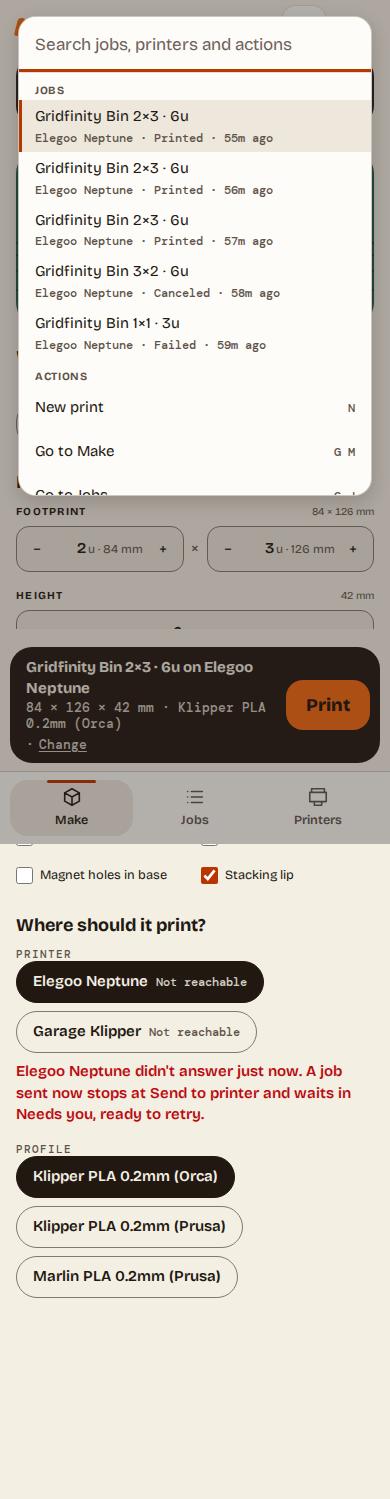 Search jobs, printers and actions
JOBS
Gridfinity Bin 2×3 · 6u
Elegoo Neptune · Printed · 55m ago
Gridfinity Bin 2×3 · 6u
Elegoo Neptune · Printed · 56m ago
Gridfinity Bin 2×3 · 6u
Elegoo Neptune · Printed · 57m ago
Gridfinity Bin 3×2 · 6u
Elegoo Neptune · Canceled · 58m ago
Gridfinity Bin 1×1 · 3u
Elegoo Neptune · Failed · 59m ago
ACTIONS
New print N
Go to Make G M
Go to Jobs
FOOTPRINT 84 × 126 mm
− 2 u · 84 mm + × − 3 u · 126 mm +
HEIGHT 42 mm
Gridfinity Bin 2×3 · 6u on Elegoo
Neptune
84 × 126 × 42 mm · Klipper PLA
0.2mm (Orca)
· Change
Print
Make Jobs Printers
Magnet holes in base Stacking lip
Where should it print?
PRINTER
Elegoo Neptune Not reachable
Garage Klipper Not reachable
Elegoo Neptune didn't answer just now. A job
sent now stops at Send to printer and waits in
Needs you, ready to retry.
PROFILE
Klipper PLA 0.2mm (Orca)
Klipper PLA 0.2mm (Prusa)
Marlin PLA 0.2mm (Prusa)